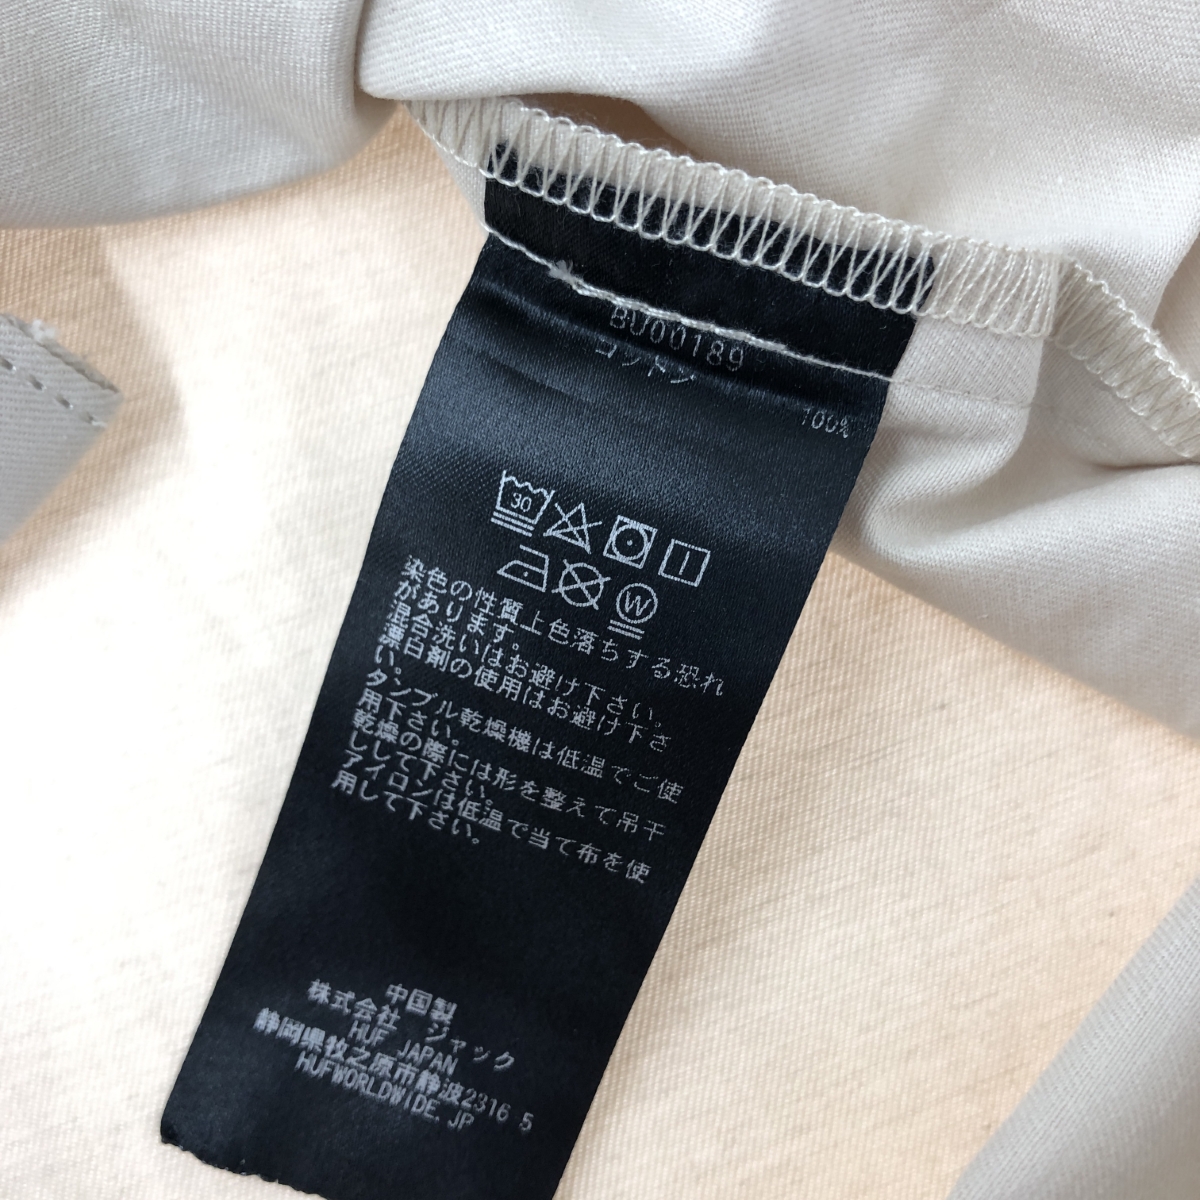 BU00189
コットン
100%
30
W
染色の性質上色落ちする恐れ
があります。
混合洗いはお避け下さい。
漂白剤の使用はお避け下さ
い。
タンブル乾燥機は低温でご使
用下さい。
乾燥の際には形を整えて吊干
しして下さい。
アイロンは低温で当て布を使
用して下さい。
中国製
株式会社 ジャック
HUF JAPAN
静岡県牧之原市静波2316 5
HUFWORLDWIDE.JP